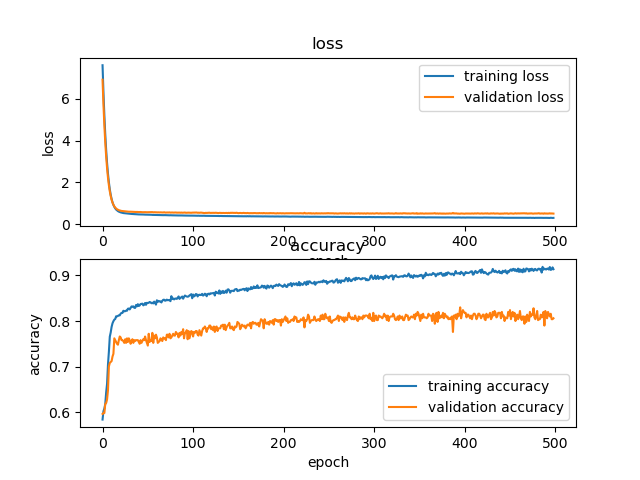 loss
6
4
2
0
loss
training loss
validation loss
0 100 200 300 400 500
epoch
accuracy
0.9
0.8
0.7
0.6
accuracy
training accuracy
validation accuracy
0 100 200 300 400 500
epoch